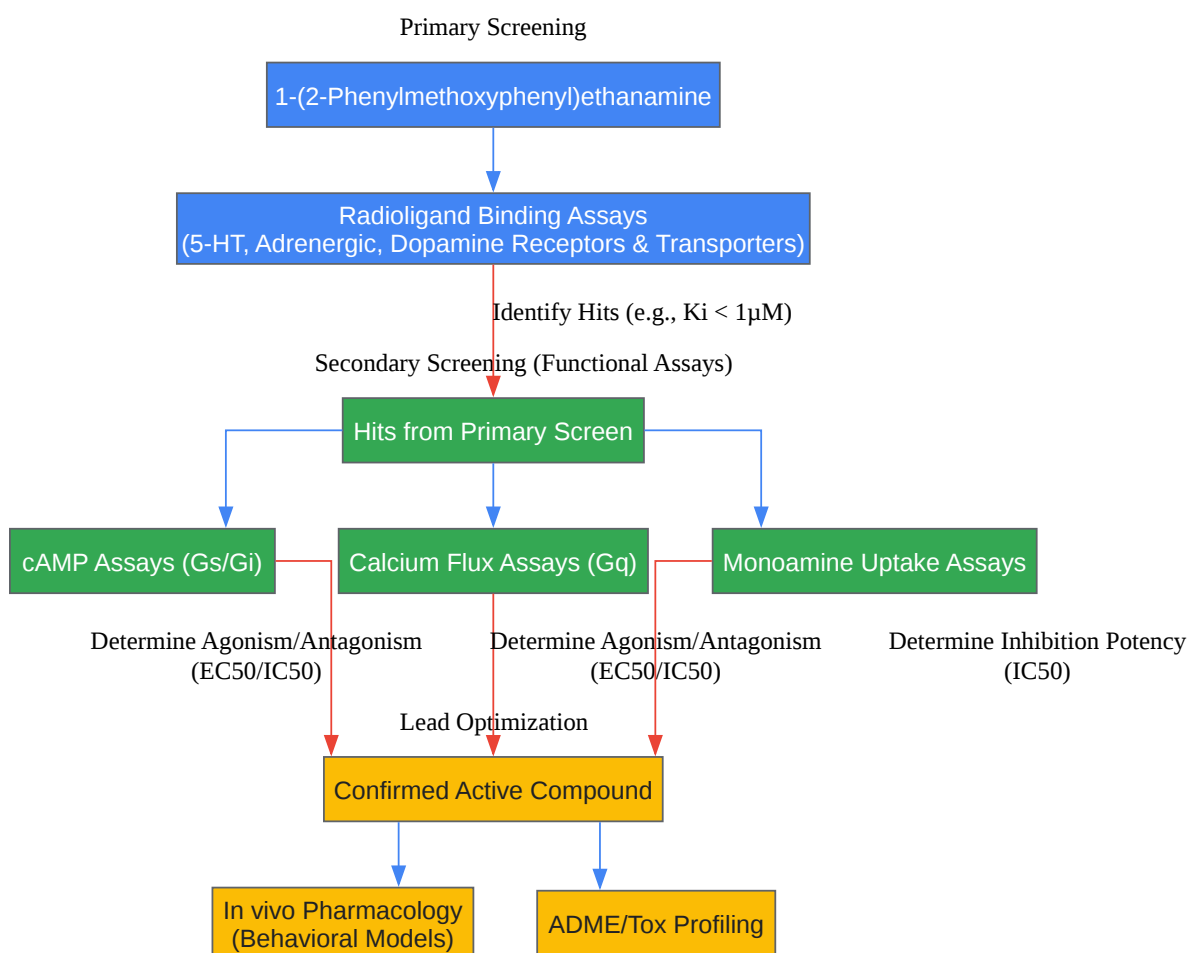 Primary Screening
1-(2-Phenylmethoxyphenyl)ethanamine
Radioligand Binding Assays
(5-HT, Adrenergic, Dopamine Receptors & Transporters)
Identify Hits (e.g., Ki < 1µM)
Secondary Screening (Functional Assays)
Hits from Primary Screen
cAMP Assays (Gs/Gi)
Calcium Flux Assays (Gq)
Monoamine Uptake Assays
Determine Agonism/Antagonism
(EC50/IC50)
Determine Agonism/Antagonism
(EC50/IC50)
Determine Inhibition Potency
(IC50)
Lead Optimization
Confirmed Active Compound
In vivo Pharmacology
(Behavioral Models)
ADME/Tox Profiling